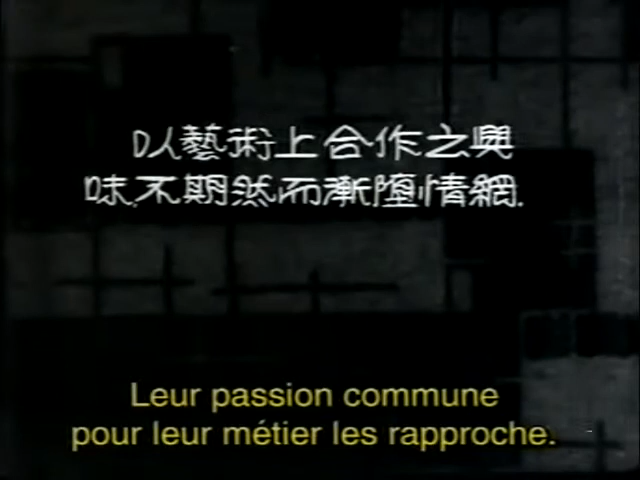 以藝術上合作之興
味,不期然而漸墮情網.
Leur passion commune
pour leur métier les rapproche.